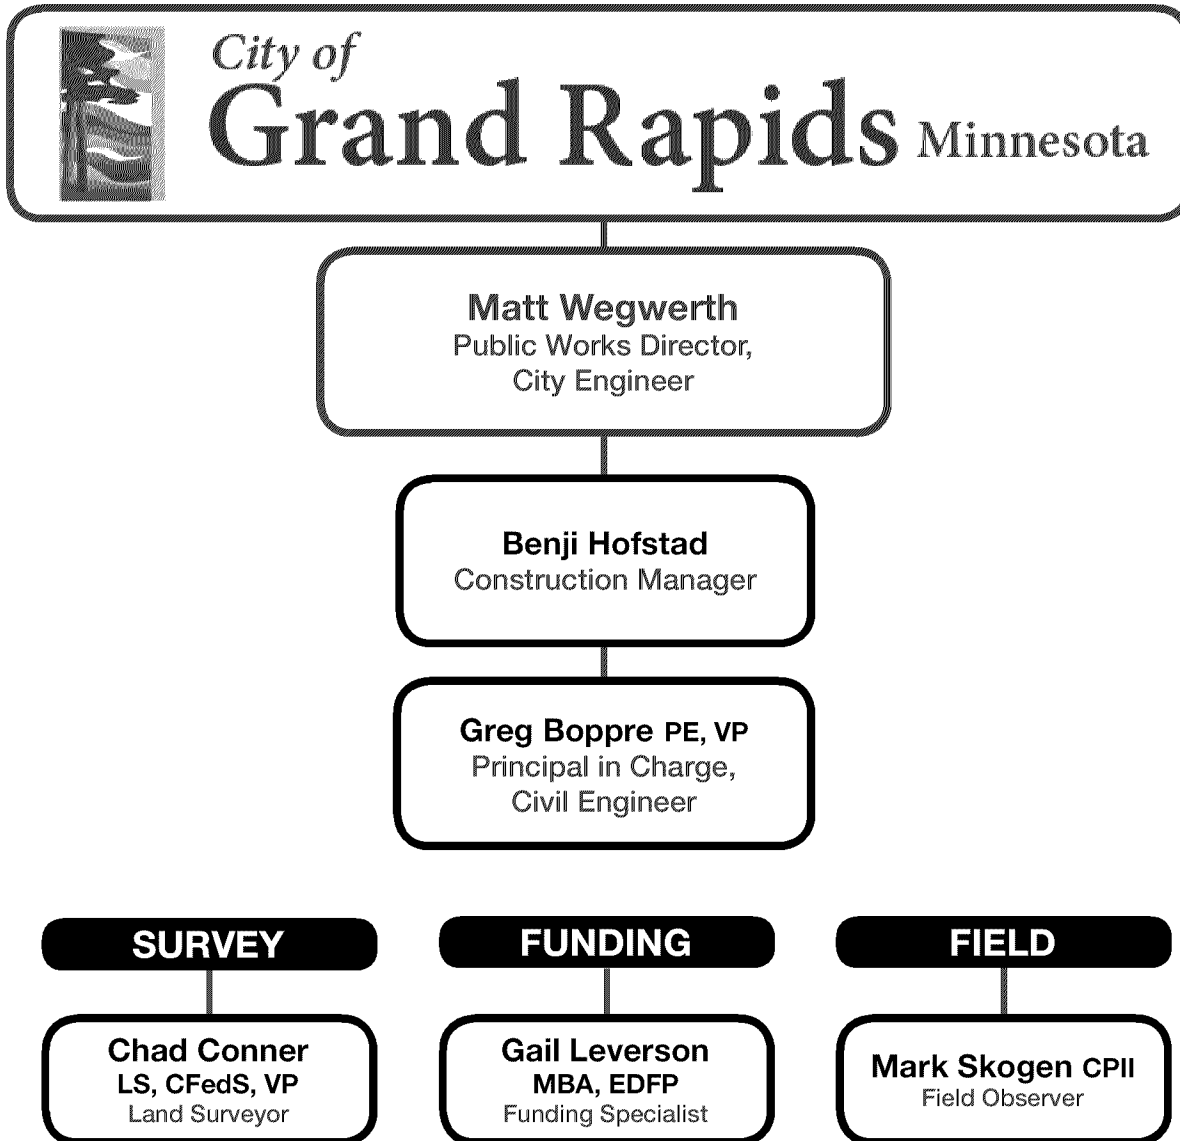 City of
Grand Rapids Minnesota
Matt Wegwerth
Public Works Director,
City Engineer
Benji Hofstad
Construction Manager
Greg Boppre PE, VP
Principal in Charge,
Civil Engineer
SURVEY
Chad Conner
LS, CFedS, VP
Land Surveyor
FUNDING
Gail Leverson
MBA, EDFP
Funding Specialist
FIELD
Mark Skogen CPII
Field Observer